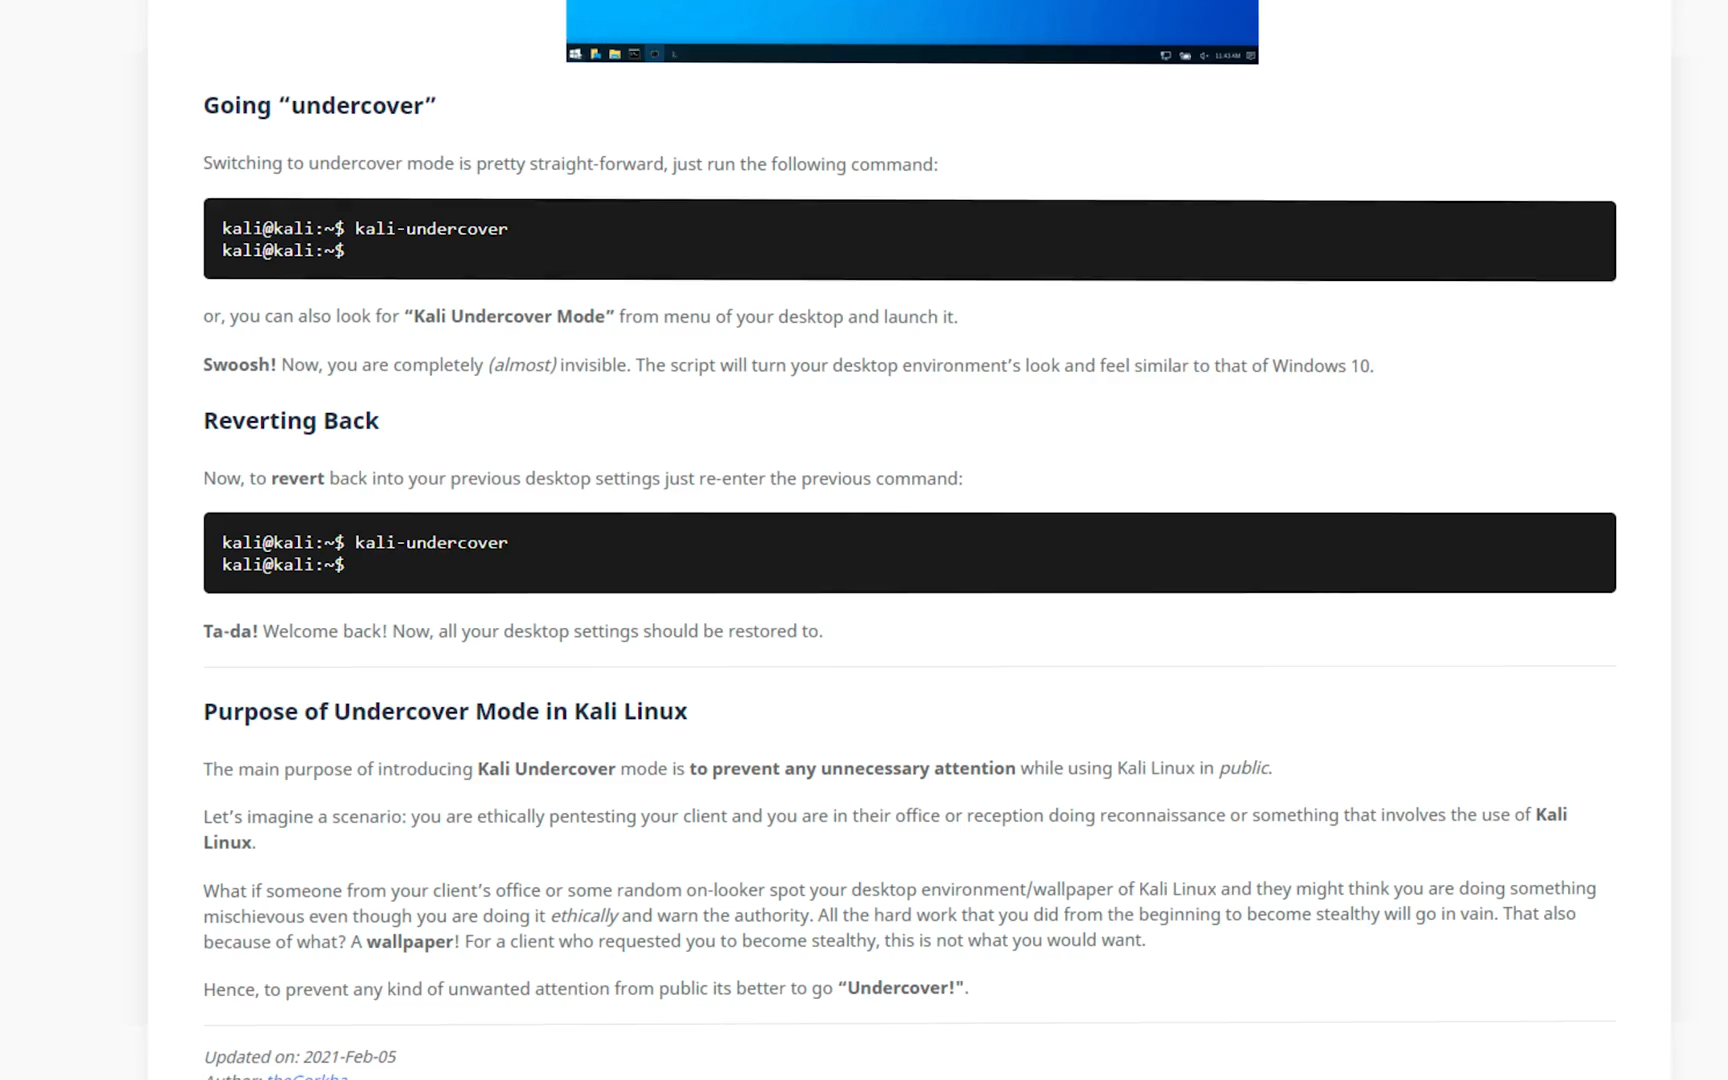 11:43 AM
Going “undercover”
Switching to undercover mode is pretty straight-forward, just run the following command:
kali@kali:~$ kali-undercover
kali@kali:~$
or, you can also look for “Kali Undercover Mode” from menu of your desktop and launch it.
Swoosh! Now, you are completely (almost) invisible. The script will turn your desktop environment’s look and feel similar to that of Windows 10.
Reverting Back
Now, to revert back into your previous desktop settings just re-enter the previous command:
kali@kali:~$ kali-undercover
kali@kali:~$
Ta-da! Welcome back! Now, all your desktop settings should be restored to.
Purpose of Undercover Mode in Kali Linux
The main purpose of introducing Kali Undercover mode is to prevent any unnecessary attention while using Kali Linux in public.
Let’s imagine a scenario: you are ethically pentesting your client and you are in their office or reception doing reconnaissance or something that involves the use of Kali
Linux.
What if someone from your client’s office or some random on-looker spot your desktop environment/wallpaper of Kali Linux and they might think you are doing something
mischievous even though you are doing it ethically and warn the authority. All the hard work that you did from the beginning to become stealthy will go in vain. That also
because of what? A wallpaper! For a client who requested you to become stealthy, this is not what you would want.
Hence, to prevent any kind of unwanted attention from public its better to go “Undercover!".
Updated on: 2021-Feb-05
Author: theGorkha